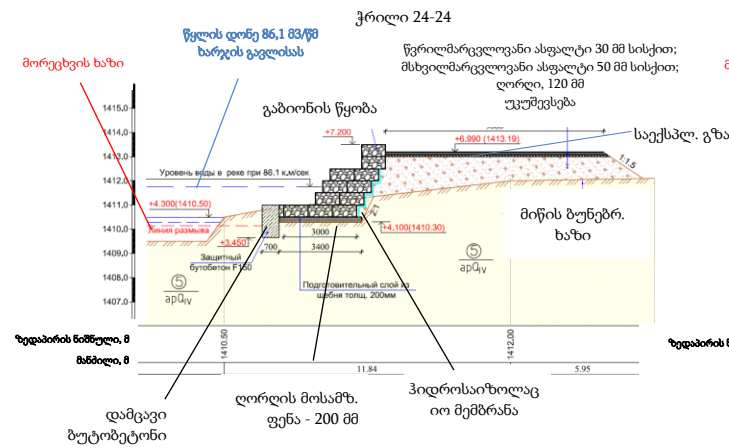 ჭრილი 24-24
წყლის დონე 86,1 მ3/წმ
ხარჯის გავლისას
მორეცხვის ხაზი
წვრილმარცვლოვანი ასფალტი 30 მმ სისქით;
მსხვილმარცვლოვანი ასფალტი 50 მმ სისქით;
ღორღი, 120 მმ
უკუშევსება
გაბიონის წყობა
საექსპლ. გზა
+7.200
+6.990 (1413.19)
1:1.5
1415,0
1414,0
1413,0
1412,0
1411,0
1410,0
1409,0
1408,0
1407,0
Уровень воды в реке при 86.1 к.м/сек
+4.300(1410,50)
Линия размыва
+3,450
+4,100(1410.30)
2:1
3000
700
3400
Защитный
бутобетон F150
Подготовительный слой из
щебня толщ, 200мм
მიწის ბუნებრ.
ხაზი
5
apQIV
5
apQIV
ზედაპირის ნიშნული, მ
1410.50
1412.00
მანძილი, მ
11.84
5.95
დამცავი
ბუტობეტონი
ღორღის მოსამზ.
ფენა - 200 მმ
ჰიდროსაიზოლაც
იო მემბრანა